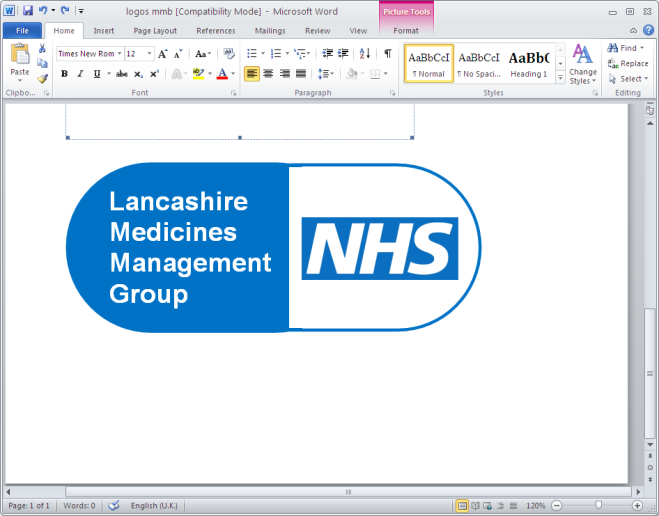 logos mmb [Compatibility Mode] - Microsoft Word
Picture Tools
File
Home
Insert
Page Layout
References
Mailings
Review
View
Format
Paste
Clipbo...
Times New Rom
12
Font
Paragraph
AaBbCcI
¶ Normal
AaBbCcI
¶ No Spaci...
AaBb(
Heading 1
Change
Styles
Styles
Find
Replace
Select
Editing
Lancashire
Medicines
Management
Group
NHS
Page: 1 of 1
Words: 0
English (U.K.)
120%